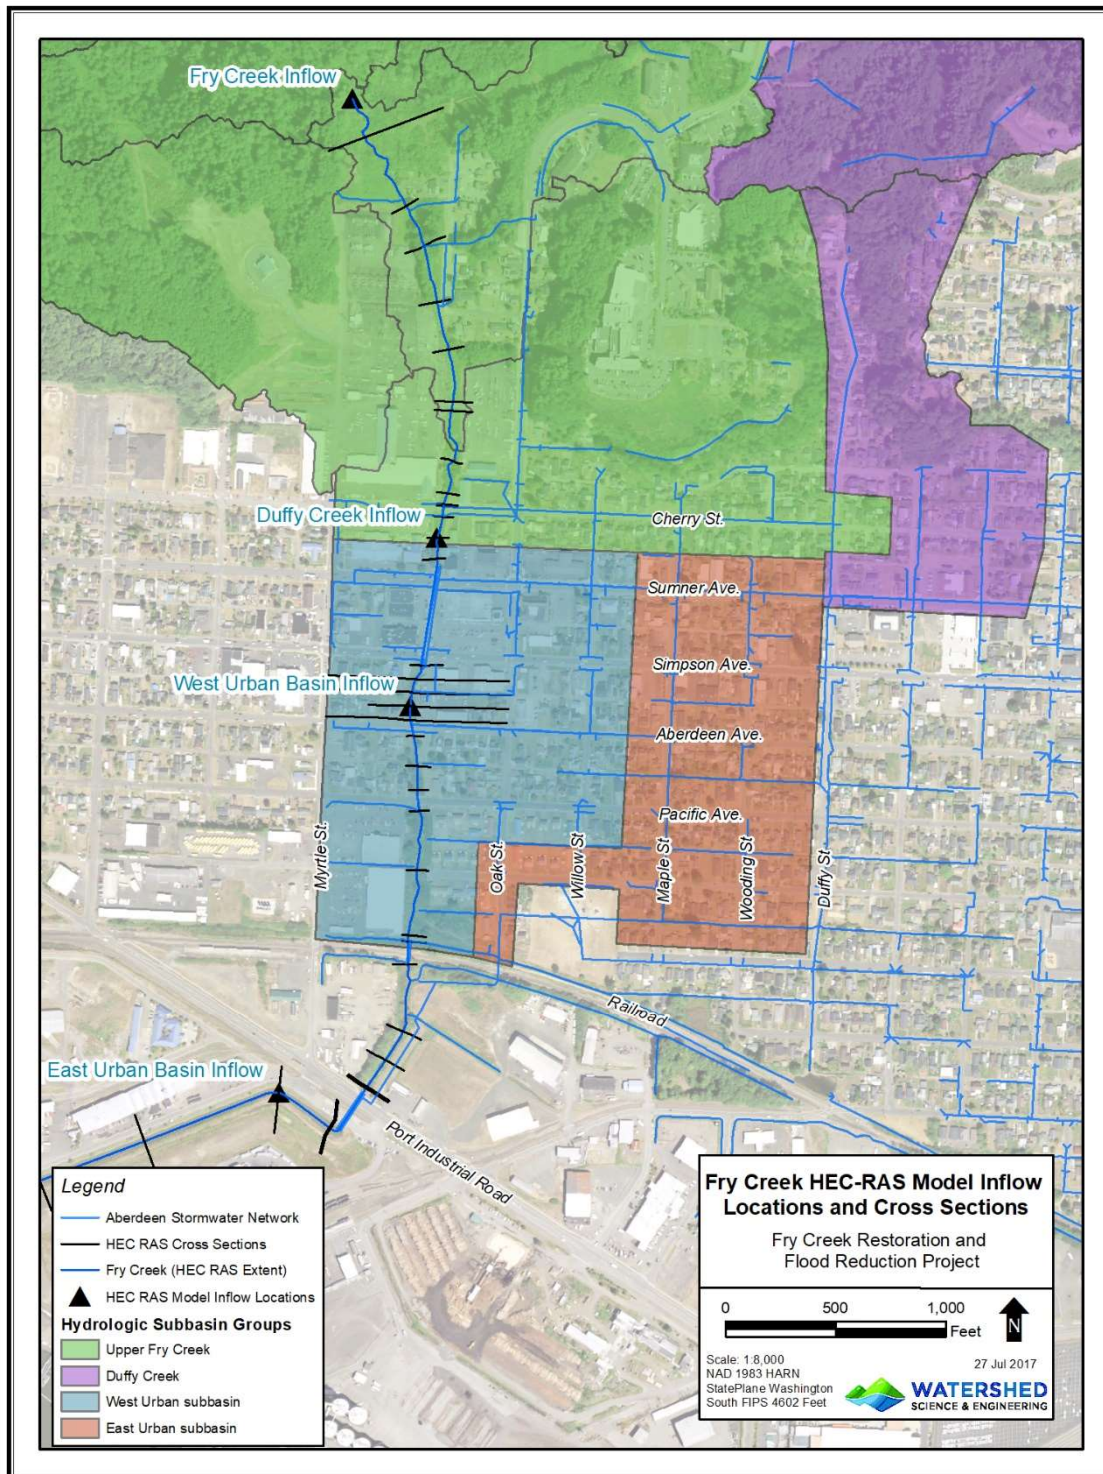 Fry Creek Inflow
Duffy Creek Inflow
Cherry St.
Sumner Ave.
Simpson Ave.
West Urban Basin Inflow
Aberdeen Ave.
Pacific Ave.
Myrtle St.
Oak St.
Willow St
Maple St
Wooding St
Duffy St
Railroad
East Urban Basin Inflow
Port Industrial Road
Legend
Aberdeen Stormwater Network
HEC RAS Cross Sections
Fry Creek (HEC RAS Extent)
HEC RAS Model Inflow Locations
Hydrologic Subbasin Groups
Upper Fry Creek
Duffy Creek
West Urban subbasin
East Urban subbasin
Fry Creek HEC-RAS Model Inflow
Locations and Cross Sections
Fry Creek Restoration and
Flood Reduction Project
0 500 1,000
Feet
N
Scale: 1:8,000
NAD 1983 HARN
StatePlane Washington
South FIPS 4602 Feet
27 Jul 2017
WATERSHED
SCIENCE & ENGINEERING